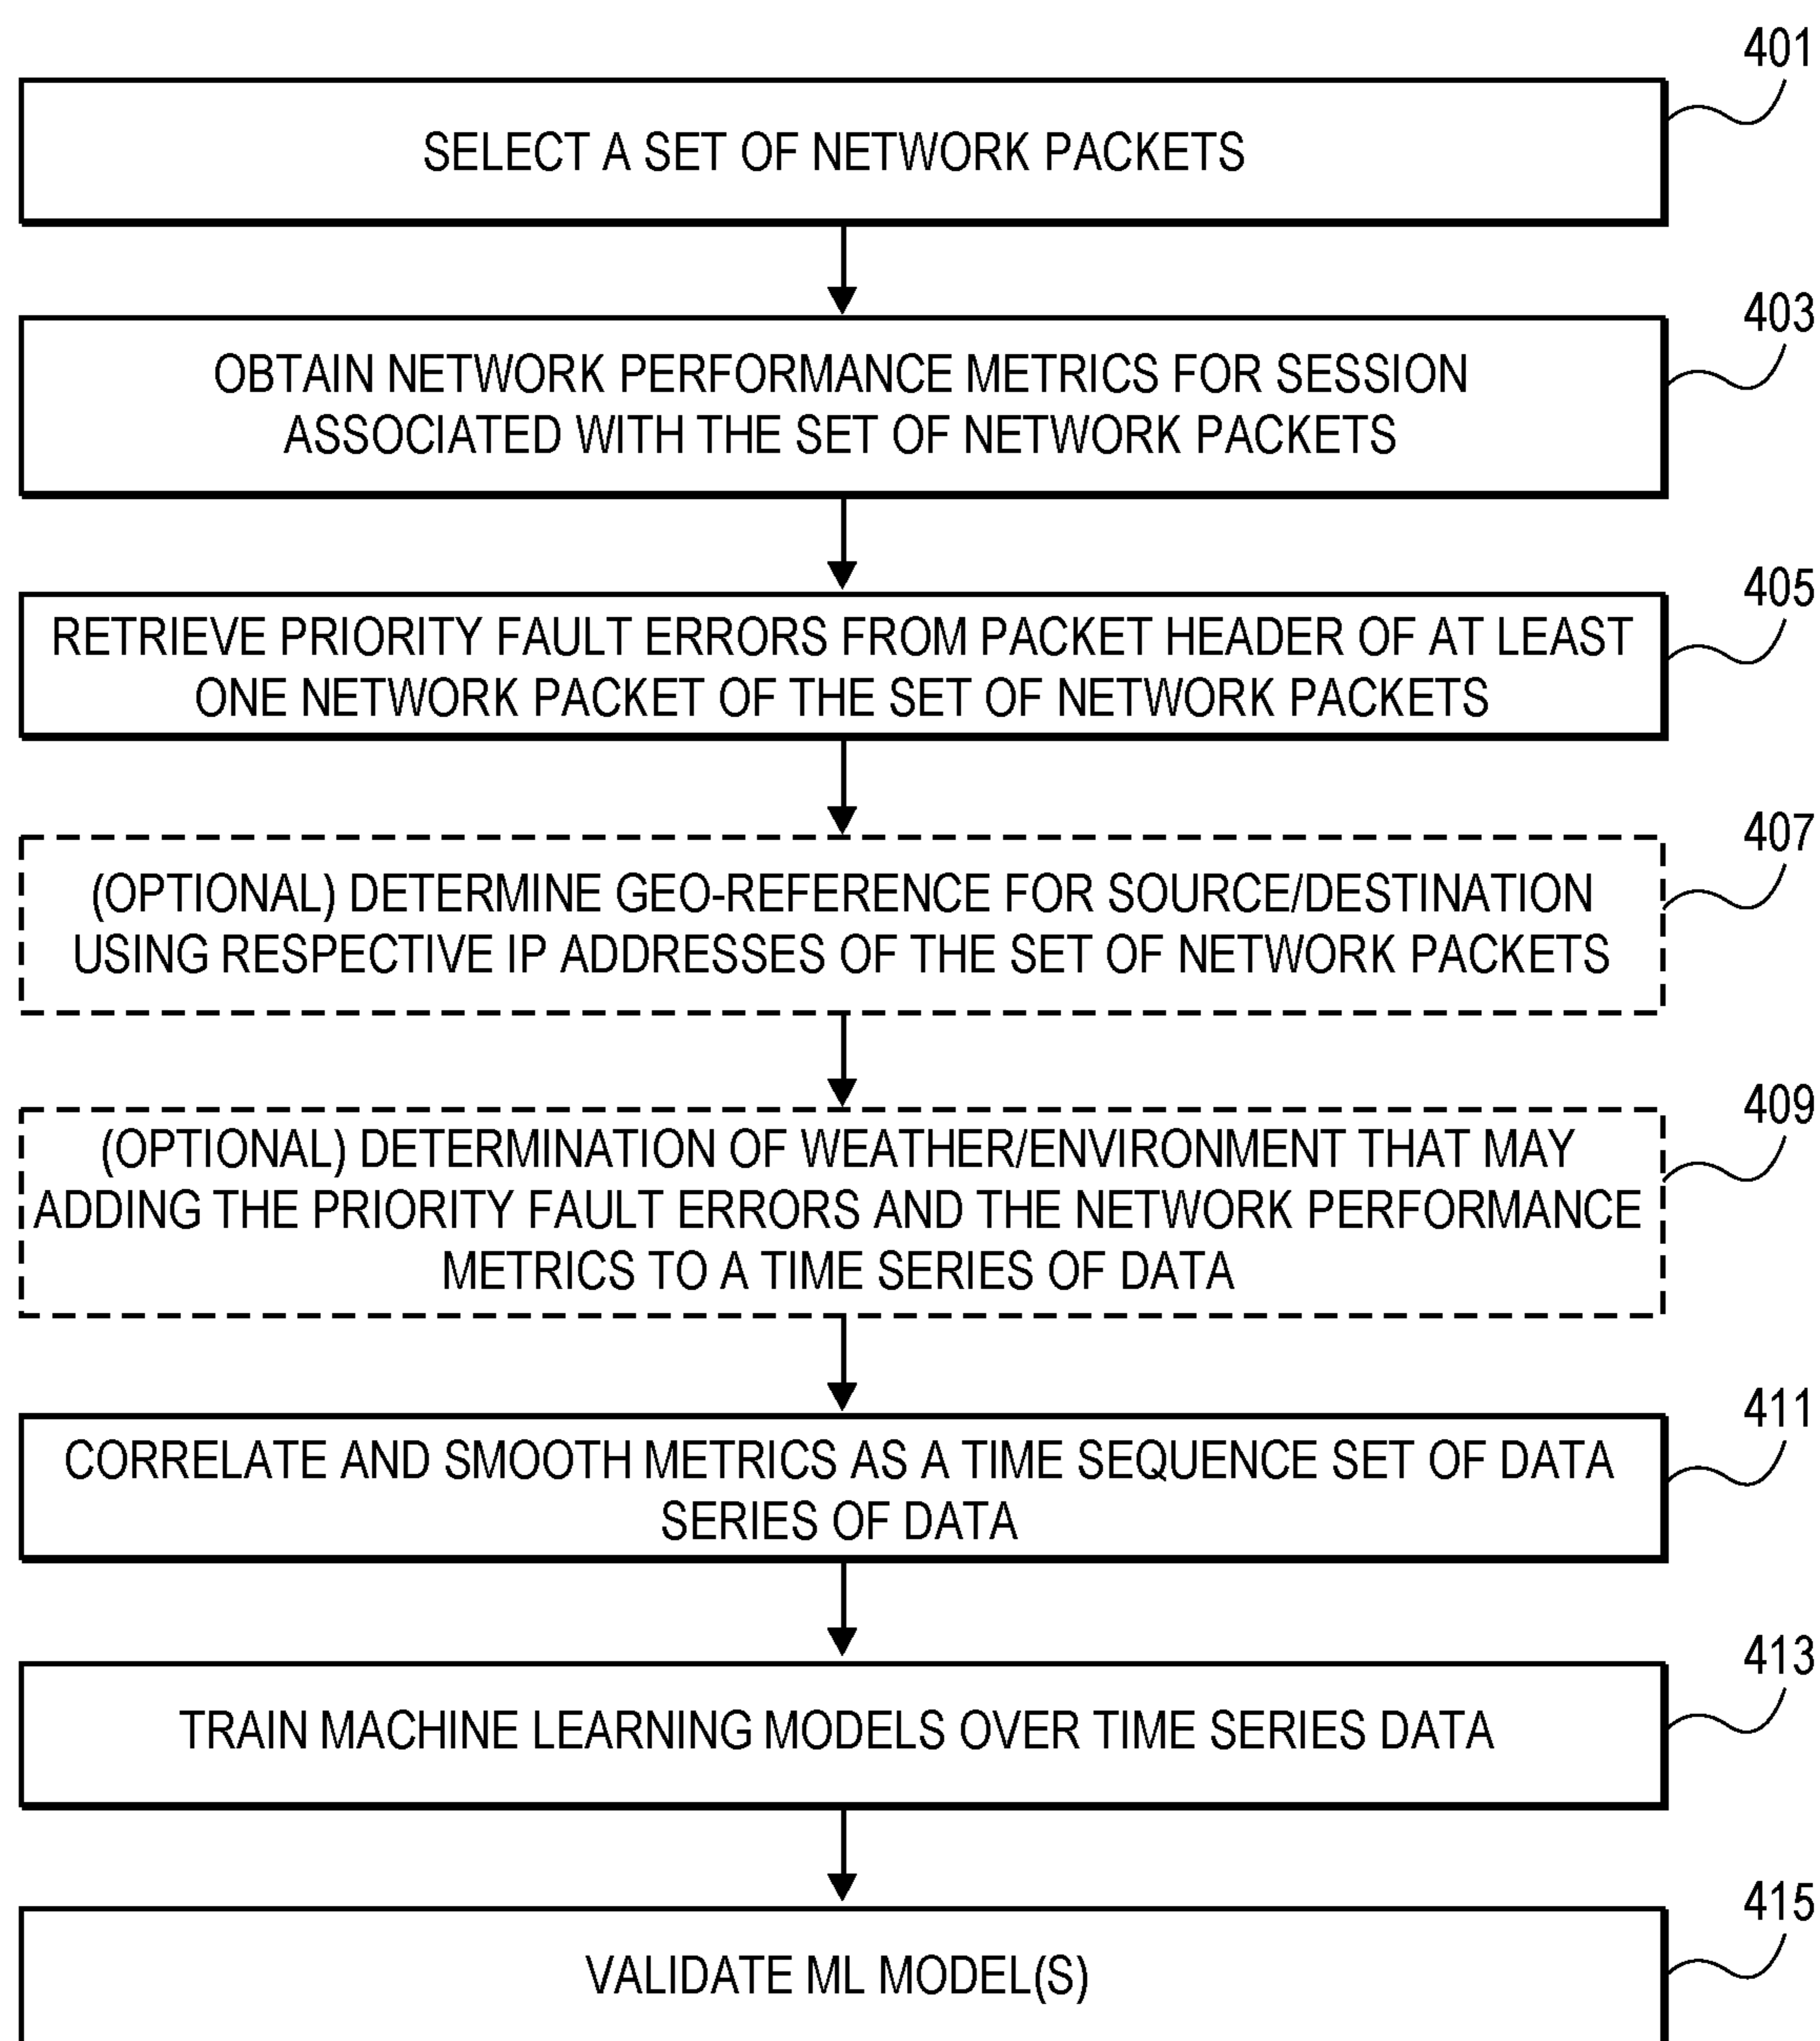 401
SELECT A SET OF NETWORK PACKETS
403
OBTAIN NETWORK PERFORMANCE METRICS FOR SESSION
ASSOCIATED WITH THE SET OF NETWORK PACKETS
405
RETRIEVE PRIORITY FAULT ERRORS FROM PACKET HEADER OF AT LEAST
ONE NETWORK PACKET OF THE SET OF NETWORK PACKETS
407
(OPTIONAL) DETERMINE GEO-REFERENCE FOR SOURCE/DESTINATION
USING RESPECTIVE IP ADDRESSES OF THE SET OF NETWORK PACKETS
409
(OPTIONAL) DETERMINATION OF WEATHER/ENVIRONMENT THAT MAY
ADDING THE PRIORITY FAULT ERRORS AND THE NETWORK PERFORMANCE
METRICS TO A TIME SERIES OF DATA
411
CORRELATE AND SMOOTH METRICS AS A TIME SEQUENCE SET OF DATA
SERIES OF DATA
413
TRAIN MACHINE LEARNING MODELS OVER TIME SERIES DATA
415
VALIDATE ML MODEL(S)